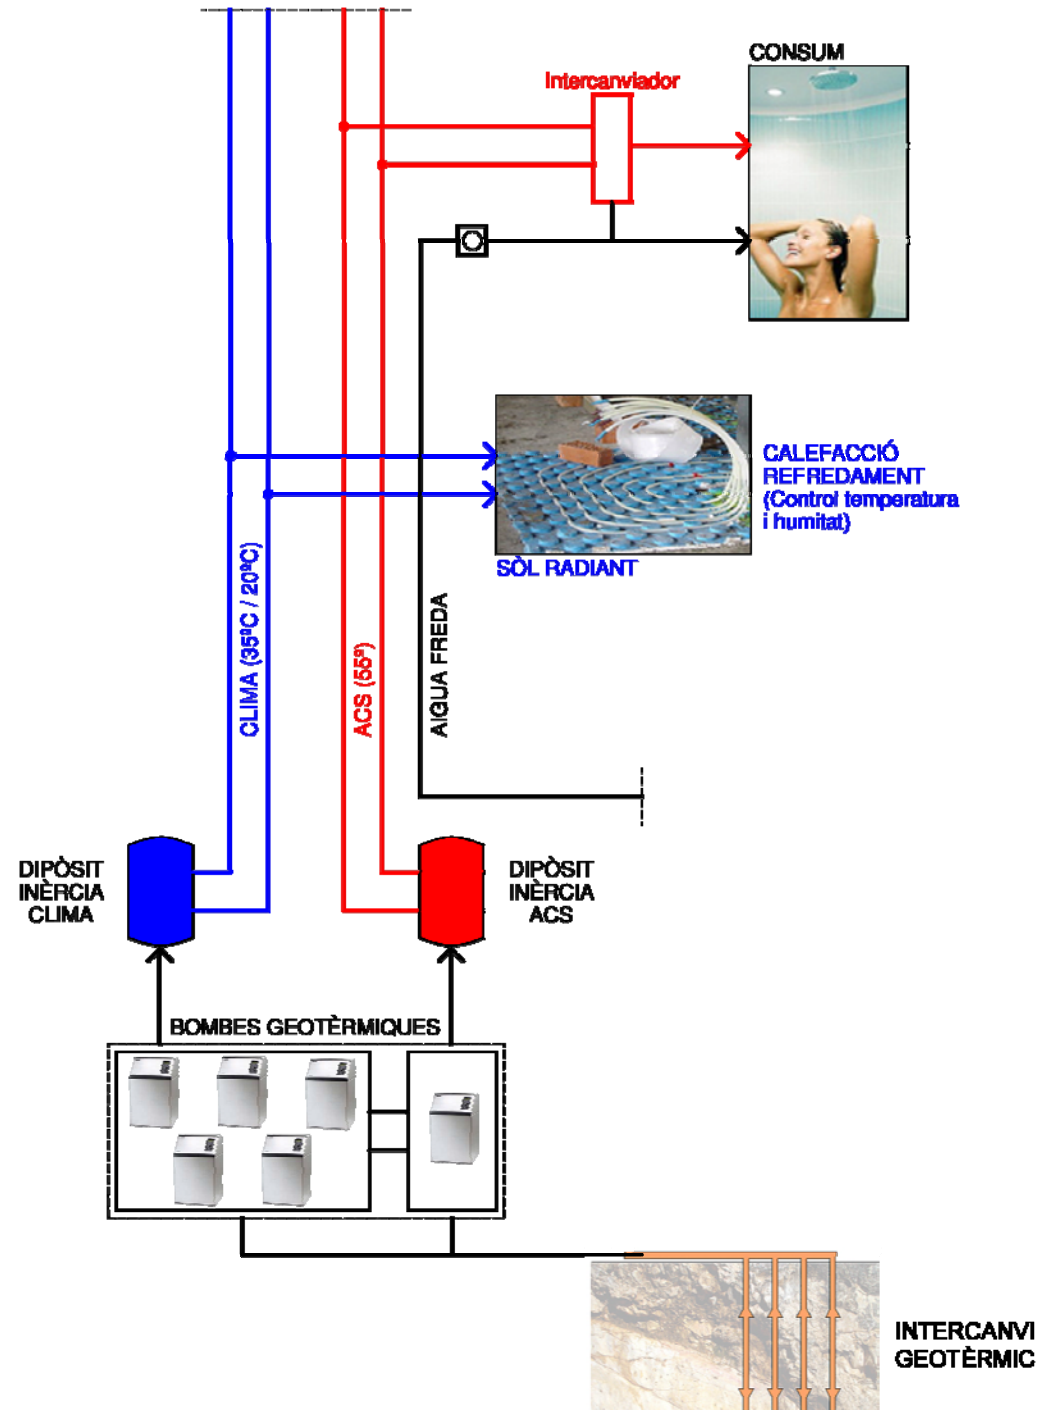 CONSUM
Intercanviador
CALEFACCIÓ
REFREDAMENT
(Control temperatura
i humitat)
SÒL RADIANT
CLIMA (35ºC / 20ºC)
ACS (55º)
AIGUA FREDA
DIPÒSIT
INÈRCIA
CLIMA
DIPÒSIT
INÈRCIA
ACS
BOMBES GEOTÈRMIQUES
INTERCANVI
GEOTÈRMIC